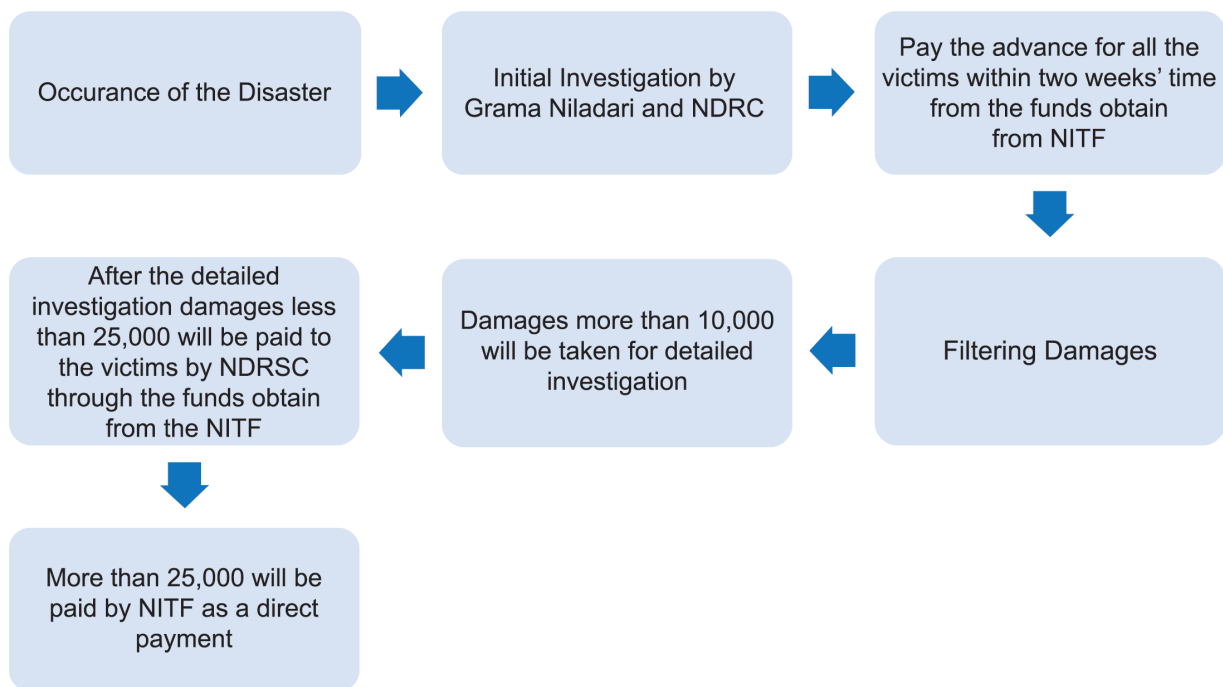 Occurance of the Disaster
Initial Investigation by
Grama Niladari and NDRC
Pay the advance for all the
victims within two weeks’ time
from the funds obtain
from NITF
Filtering Damages
Damages more than 10,000
will be taken for detailed
investigation
After the detailed
investigation damages less
than 25,000 will be paid to
the victims by NDRSC
through the funds obtain
from the NITF
More than 25,000 will be
paid by NITF as a direct
payment